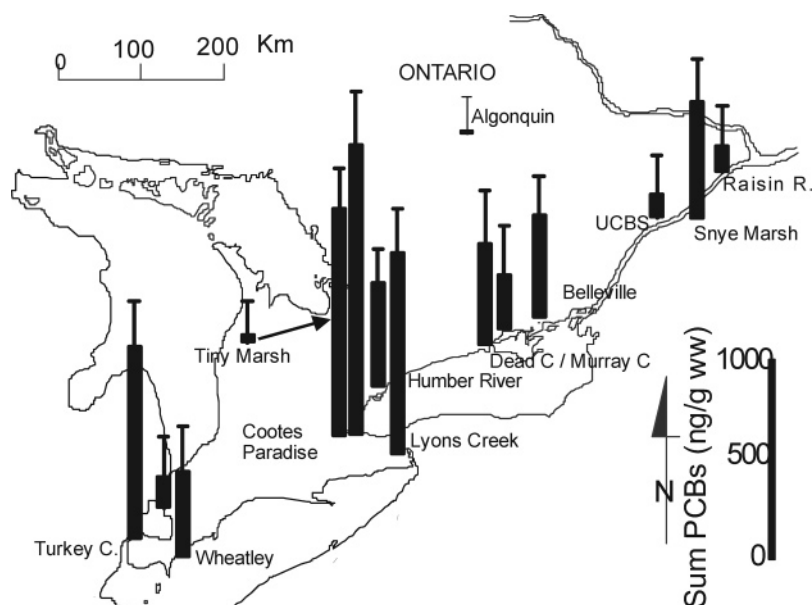 0 100 200 Km
ONTARIO
Algonquin
Raisin R.
UCBS
Snye Marsh
Belleville
Tiny Marsh
Dead C / Murray C
Humber River
Cootes
Paradise
Lyons Creek
Turkey C.
Wheatley
N
Sum PCBs (ng/g ww)
1000
500
0